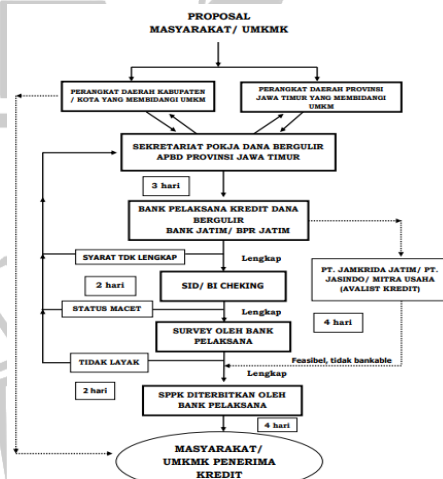 PROPOSAL
MASYARAKAT/ UMKMK
PERANGKAT DAERAH KABUPATEN
/ KOTA YANG MEMBIDANGI UMKM
PERANGKAT DAERAH PROVINSI
JAWA TIMUR YANG MEMBIDANGI
UMKM
SEKRETARIAT POKJA DANA BERGULIR
APBD PROVINSI JAWA TIMUR
3 hari
BANK PELAKSANA KREDIT DANA
BERGULIR
BANK JATIM/ BPR JATIM
SYARAT TDK LENGKAP
Lengkap
PT. JAMKRIDA JATIM/ PT.
JASINDO/ MITRA USAHA
(AVALIST KREDIT)
2 hari
SID/ BI CHEKING
STATUS MACET
Lengkap
4 hari
SURVEY OLEH BANK
PELAKSANA
TIDAK LAYAK
Feasibel, tidak bankable
Lengkap
2 hari
SPPK DITERBITKAN OLEH
BANK PELAKSANA
4 hari
MASYARAKAT/
UMKMK PENERIMA
KREDIT